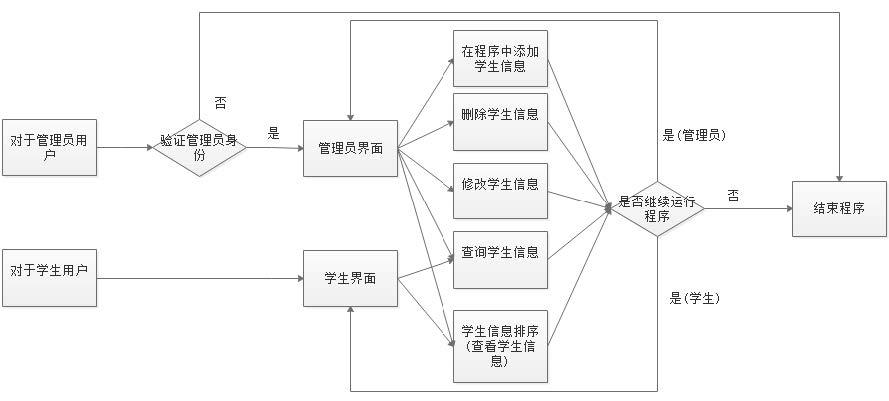 在程序中添加
学生信息
否
删除学生信息
是(管理员)
对于管理员用
户
验证管理员身
份
是
管理员界面
修改学生信息
是否继续运行
程序
否
结束程序
对于学生用户
学生界面
查询学生信息
是(学生)
学生信息排序
(查看学生信
息)